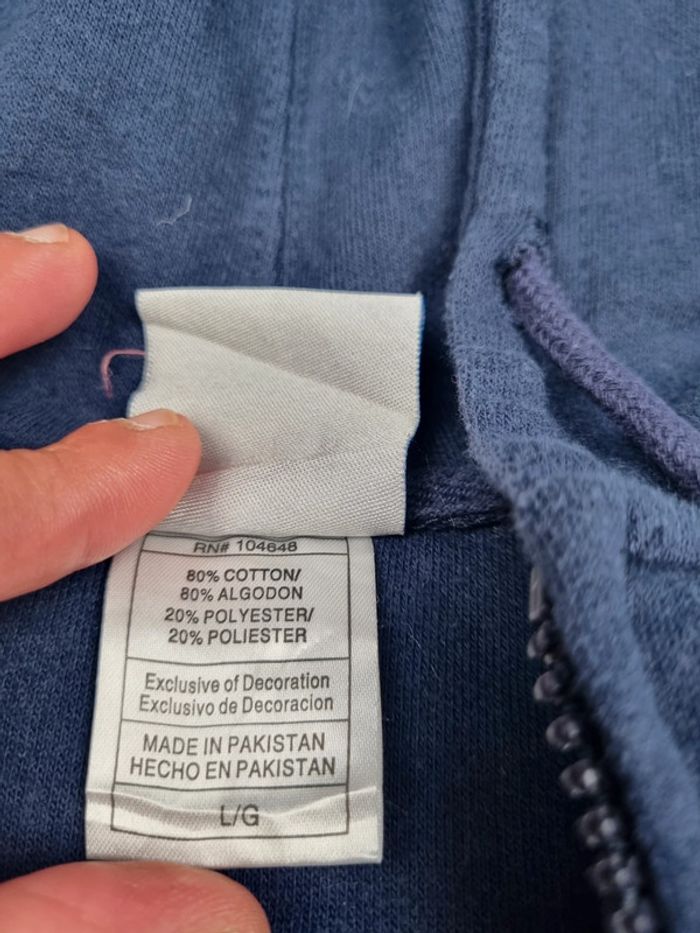 RN# 104648
80% COTTON/
80% ALGODON
20% POLYESTER/
20% POLIESTER
Exclusive of Decoration
Exclusivo de Decoracion
MADE IN PAKISTAN
HECHO EN PAKISTAN
L/G